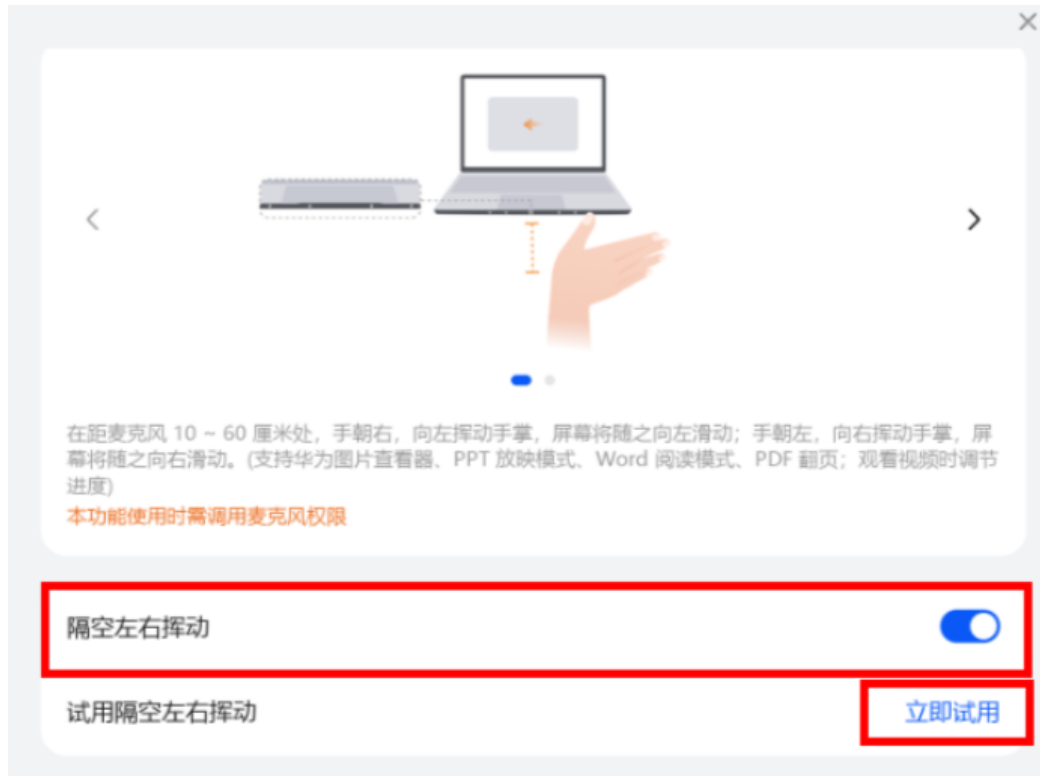 在距麦克风 10 ~ 60 厘米处，手朝右，向左挥动手掌，屏幕将随之向左滑动；手朝左，向右挥动手掌，屏
幕将随之向右滑动。(支持华为图片查看器、PPT 放映模式、Word 阅读模式、PDF 翻页；观看视频时调节
进度)
本功能使用时需调用麦克风权限
隔空左右挥动
试用隔空左右挥动
立即试用